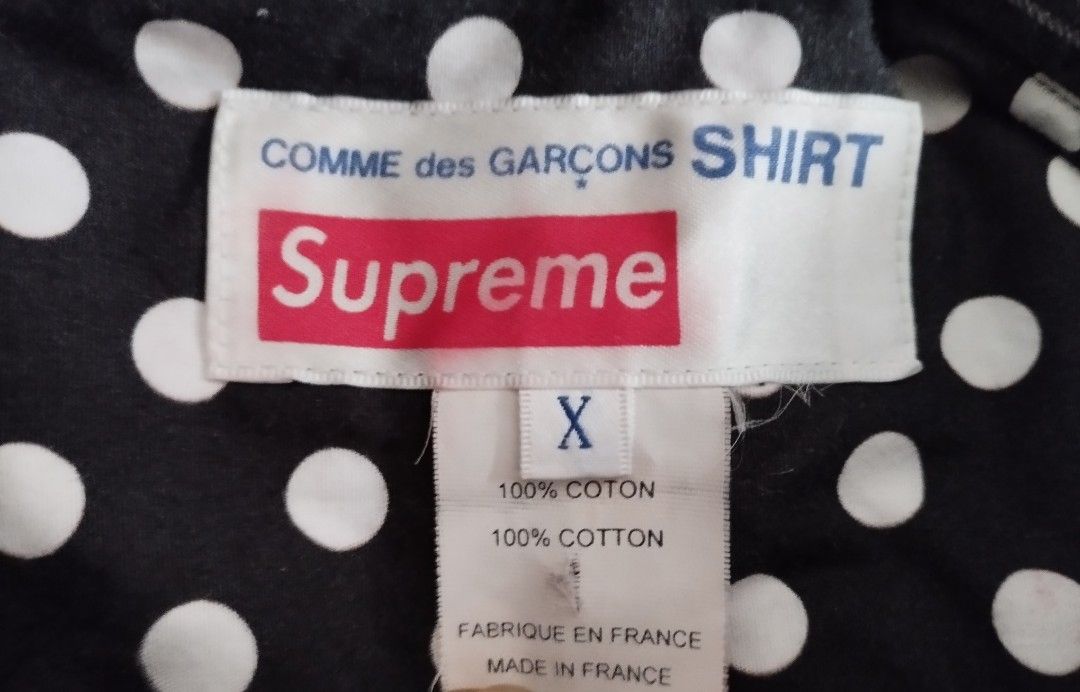 COMME des GARÇONS SHIRT
Supreme
X
100% COTON
100% COTTON
FABRIQUE EN FRANCE
MADE IN FRANCE